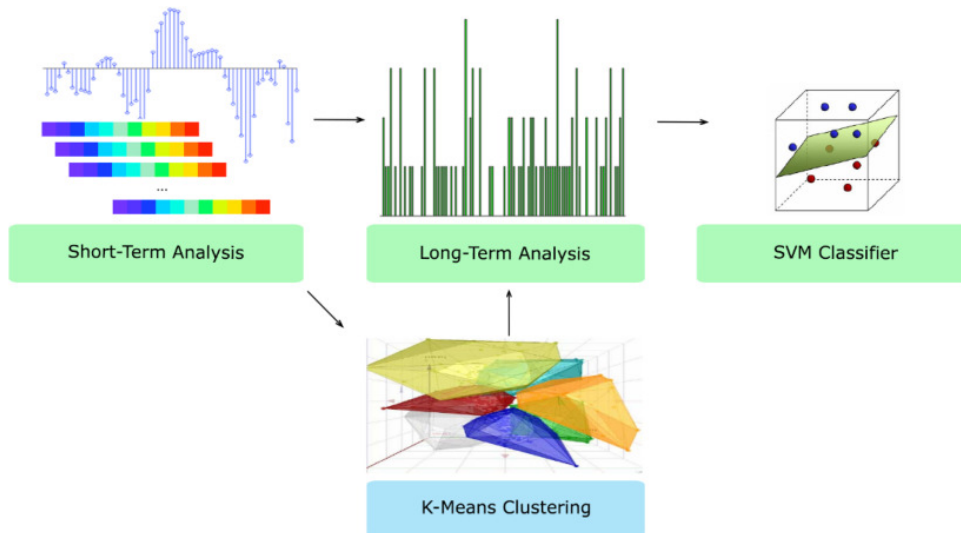 ...
Short-Term Analysis
Long-Term Analysis
SVM Classifier
K-Means Clustering